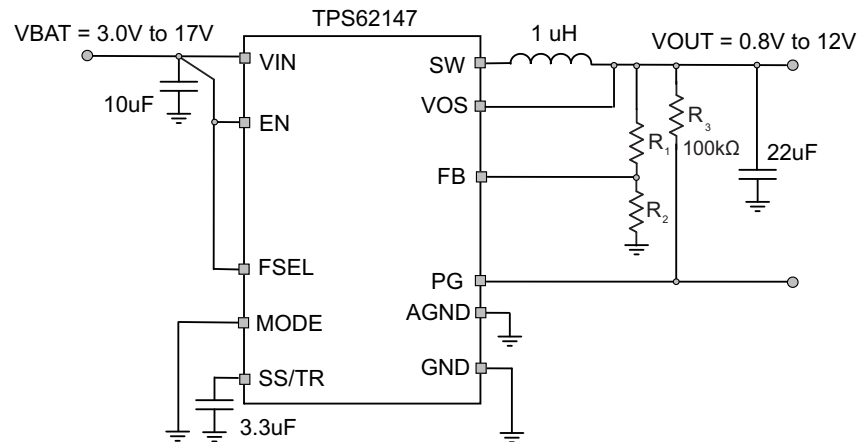 TPS62147
VBAT = 3.0V to 17V
VIN
10uF
EN
FSEL
MODE
SS/TR
3.3uF
SW
1 uH
VOUT = 0.8V to 12V
VOS
R1
R3
100kΩ
22uF
FB
R2
PG
AGND
GND